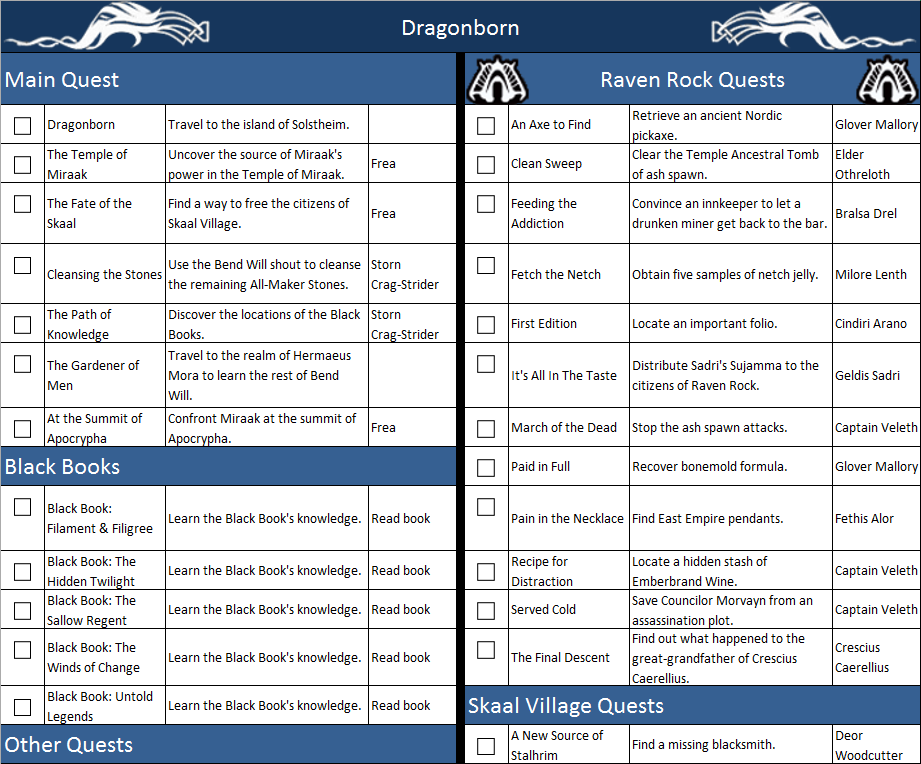 Dragonborn
Main Quest
Dragonborn
Travel to the island of Solstheim.
The Temple of
Miraak
Uncover the source of Miraak's
power in the Temple of Miraak.
Frea
The Fate of the
Skaal
Find a way to free the citizens of
Skaal Village.
Frea
Cleansing the Stones
Use the Bend Will shout to cleanse
the remaining All-Maker Stones.
Storn
Crag-Strider
The Path of
Knowledge
Discover the locations of the Black
Books.
Storn
Crag-Strider
The Gardener of
Men
Travel to the realm of Hermaeus
Mora to learn the rest of Bend
Will.
At the Summit of
Apocrypha
Confront Miraak at the summit of
Apocrypha.
Frea
Black Books
Black Book:
Filament & Filigree
Learn the Black Book's knowledge.
Read book
Black Book: The
Hidden Twilight
Learn the Black Book's knowledge.
Read book
Black Book: The
Sallow Regent
Learn the Black Book's knowledge.
Read book
Black Book: The
Winds of Change
Learn the Black Book's knowledge.
Read book
Black Book: Untold
Legends
Learn the Black Book's knowledge.
Read book
Other Quests
Raven Rock Quests
An Axe to Find
Retrieve an ancient Nordic
pickaxe.
Glover Mallory
Clean Sweep
Clear the Temple Ancestral Tomb
of ash spawn.
Elder
Othreloth
Feeding the
Addiction
Convince an innkeeper to let a
drunken miner get back to the bar.
Bralsa Drel
Fetch the Netch
Obtain five samples of netch jelly.
Milore Lenth
First Edition
Locate an important folio.
Cindiri Arano
It's All In The Taste
Distribute Sadri's Sujamma to the
citizens of Raven Rock.
Geldis Sadri
March of the Dead
Stop the ash spawn attacks.
Captain Veleth
Paid in Full
Recover bonemold formula.
Glover Mallory
Pain in the Necklace
Find East Empire pendants.
Fethis Alor
Recipe for
Distraction
Locate a hidden stash of
Emberbrand Wine.
Captain Veleth
Served Cold
Save Councilor Morvayn from an
assassination plot.
Captain Veleth
The Final Descent
Find out what happened to the
great-grandfather of Crescius
Caerellius.
Crescius
Caerellius
Skaal Village Quests
A New Source of
Stalhrim
Find a missing blacksmith.
Deor
Woodcutter